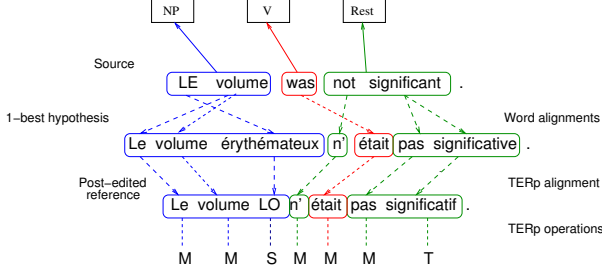 NP V Rest
Source
LE volume was not significant .
1-best hypothesis
Word alignments
Le volume érythémateux n' était pas significative .
Post-edited
reference
TERp alignment
Le volume LO n' était pas significatif .
TERp operations
M M S M M M T